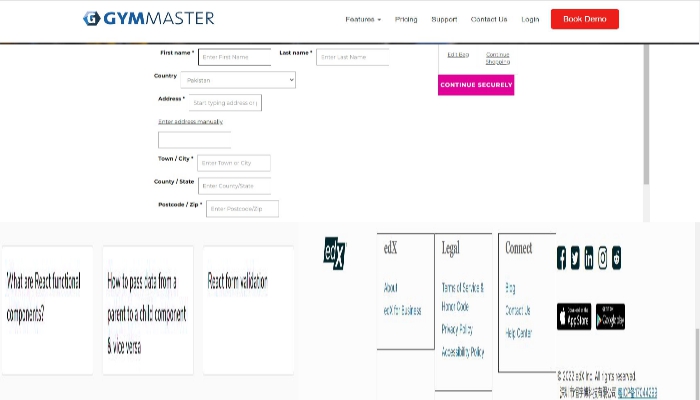 GYMMASTER
Features Pricing Support Contact Us Login Book Demo
First name * Enter First Name Last name * Enter Last Name
Edit Bag Continue Shopping
Country Pakistan
CONTINUE SECURELY
Address * Start typing address or
Enter address manually
Town / City * Enter Town or City
County / State Enter County/State
Postcode / Zip * Enter Postcode/Zip
What are React functional
components?
How to pass data from a
parent to a child component
& vice versa
React form validation
edX
edX
About
edX for Business
Legal
Terms of Service &
Honor Code
Privacy Policy
Accessibility Policy
Connect
Blog
Contact Us
Help Center
App Store
Google Play
© 2022 edX Inc. All rights reserved.